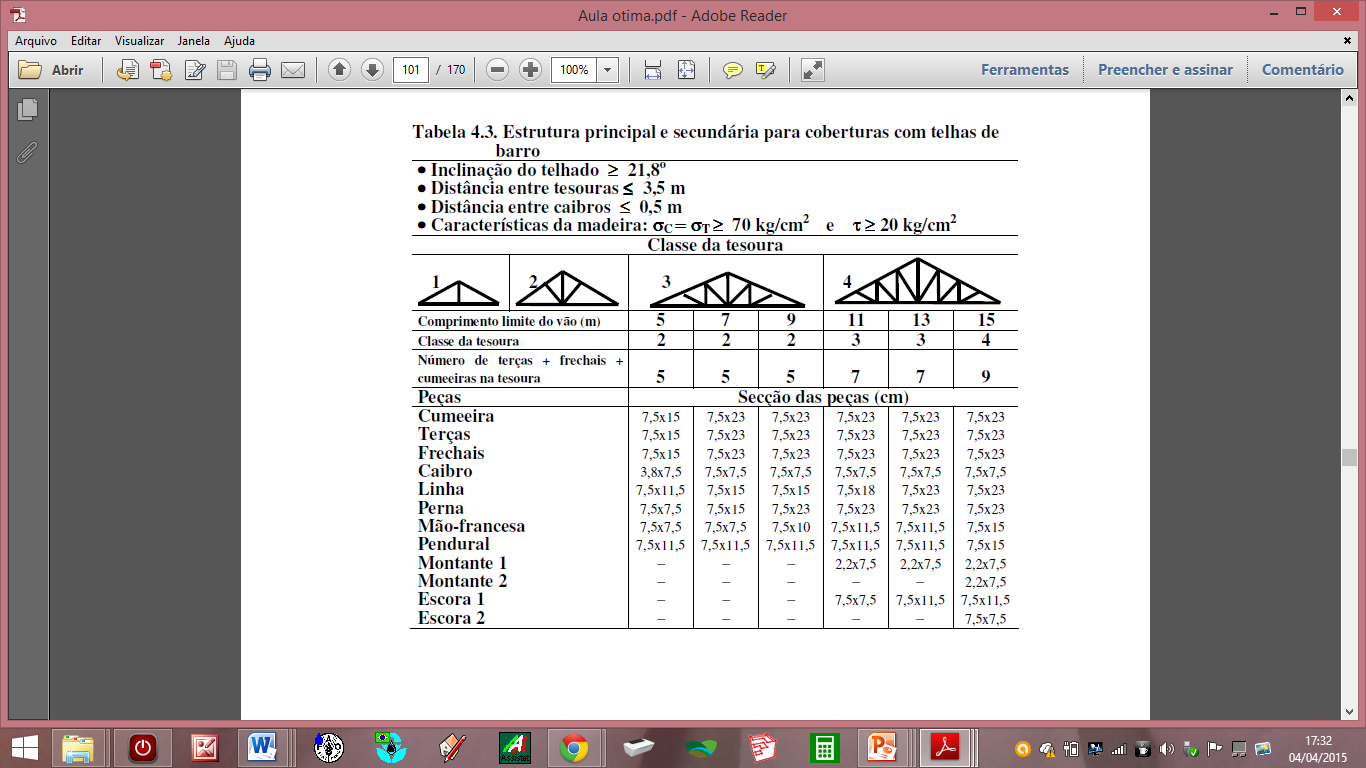 Aula otima.pdf - Adobe Reader
Arquivo Editar Visualizar Janela Ajuda
Abrir 101 / 170 100% Ferramentas Preencher e assinar Comentário
Tabela 4.3. Estrutura principal e secundária para coberturas com telhas de
barro
• Inclinação do telhado ≥ 21,8º
• Distância entre tesouras ≤ 3,5 m
• Distância entre caibros ≤ 0,5 m
• Características da madeira: σC = σT ≥ 70 kg/cm² e τ ≥ 20 kg/cm²
Classe da tesoura
1 2 3 4
Comprimento limite do vão (m) 5 7 9 11 13 15
Classe da tesoura 2 2 2 3 3 4
Número de terças + frechais +
cumeeiras na tesoura 5 5 5 7 7 9
Peças Secção das peças (cm)
Cumeeira 7,5x15 7,5x23 7,5x23 7,5x23 7,5x23 7,5x23
Terças 7,5x15 7,5x23 7,5x23 7,5x23 7,5x23 7,5x23
Frechais 7,5x15 7,5x23 7,5x23 7,5x23 7,5x23 7,5x23
Caibro 3,8x7,5 7,5x7,5 7,5x7,5 7,5x7,5 7,5x7,5 7,5x7,5
Linha 7,5x11,5 7,5x15 7,5x15 7,5x18 7,5x23 7,5x23
Perna 7,5x7,5 7,5x15 7,5x23 7,5x23 7,5x23 7,5x23
Mão-francesa 7,5x7,5 7,5x7,5 7,5x10 7,5x11,5 7,5x11,5 7,5x15
Pendural 7,5x11,5 7,5x11,5 7,5x11,5 7,5x11,5 7,5x11,5 7,5x15
Montante 1 – – – 2,2x7,5 2,2x7,5 2,2x7,5
Montante 2 – – – – – 2,2x7,5
Escora 1 – – – 7,5x7,5 7,5x11,5 7,5x11,5
Escora 2 – – – – – 7,5x7,5
17:32
04/04/2015